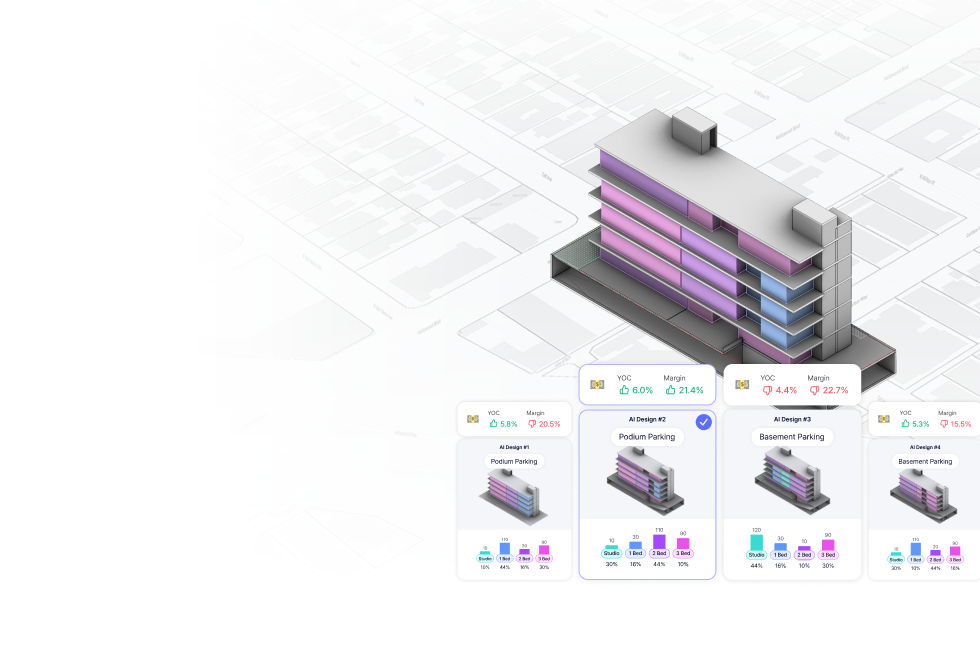 YOC Margin
5.8% 20.5%
AI Design #1
Podium Parking
10 110 30 80
Studio 1 Bed 2 Bed 3 Bed
10% 44% 16% 30%
YOC Margin
6.0% 21.4%
AI Design #2
Podium Parking
10 30 110 90
Studio 1 Bed 2 Bed 3 Bed
30% 16% 44% 10%
YOC Margin
4.4% 22.7%
AI Design #3
Basement Parking
120 30 10 90
Studio 1 Bed 2 Bed 3 Bed
44% 16% 10% 30%
YOC Margin
5.3% 15.5%
AI Design #4
Basement Parking
10 110 30 90
Studio 1 Bed 2 Bed 3 Bed
30% 10% 44% 16%